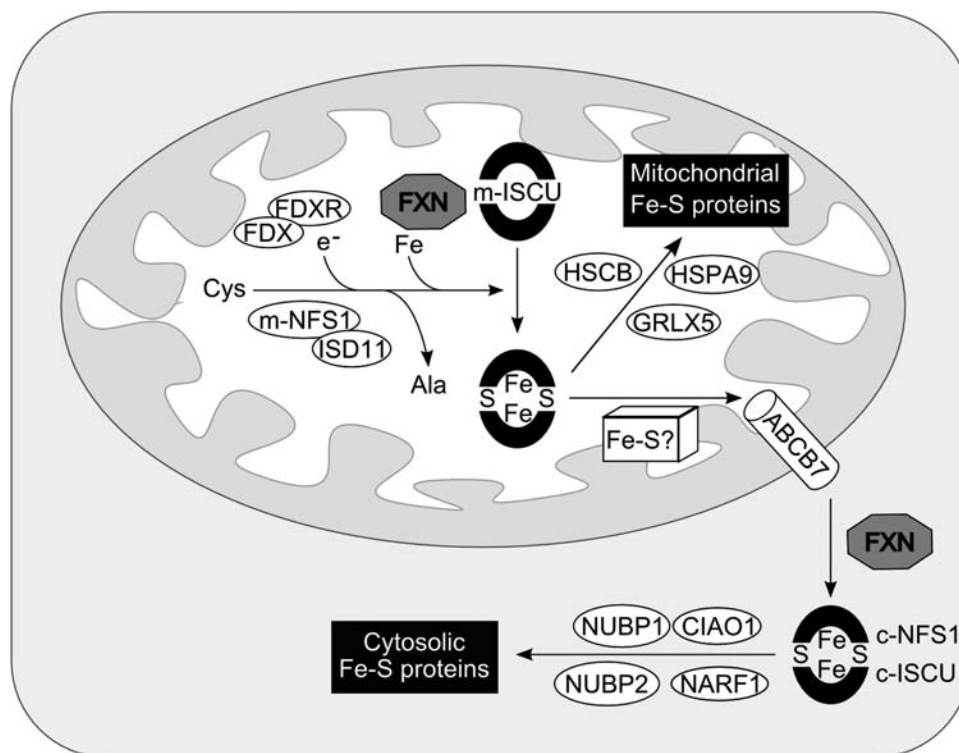 Mitochondrial
Fe-S proteins
FXN
m-ISCU
FDXR
FDX
e-
Fe
HSCB
HSPA9
Cys
m-NFS1
GRLX5
ISD11
Ala
Fe
S S
Fe
Fe-S?
ABCB7
FXN
NUBP1
CIAO1
Cytosolic
Fe-S proteins
Fe
S S
Fe
c-NFS1
c-ISCU
NUBP2
NARF1